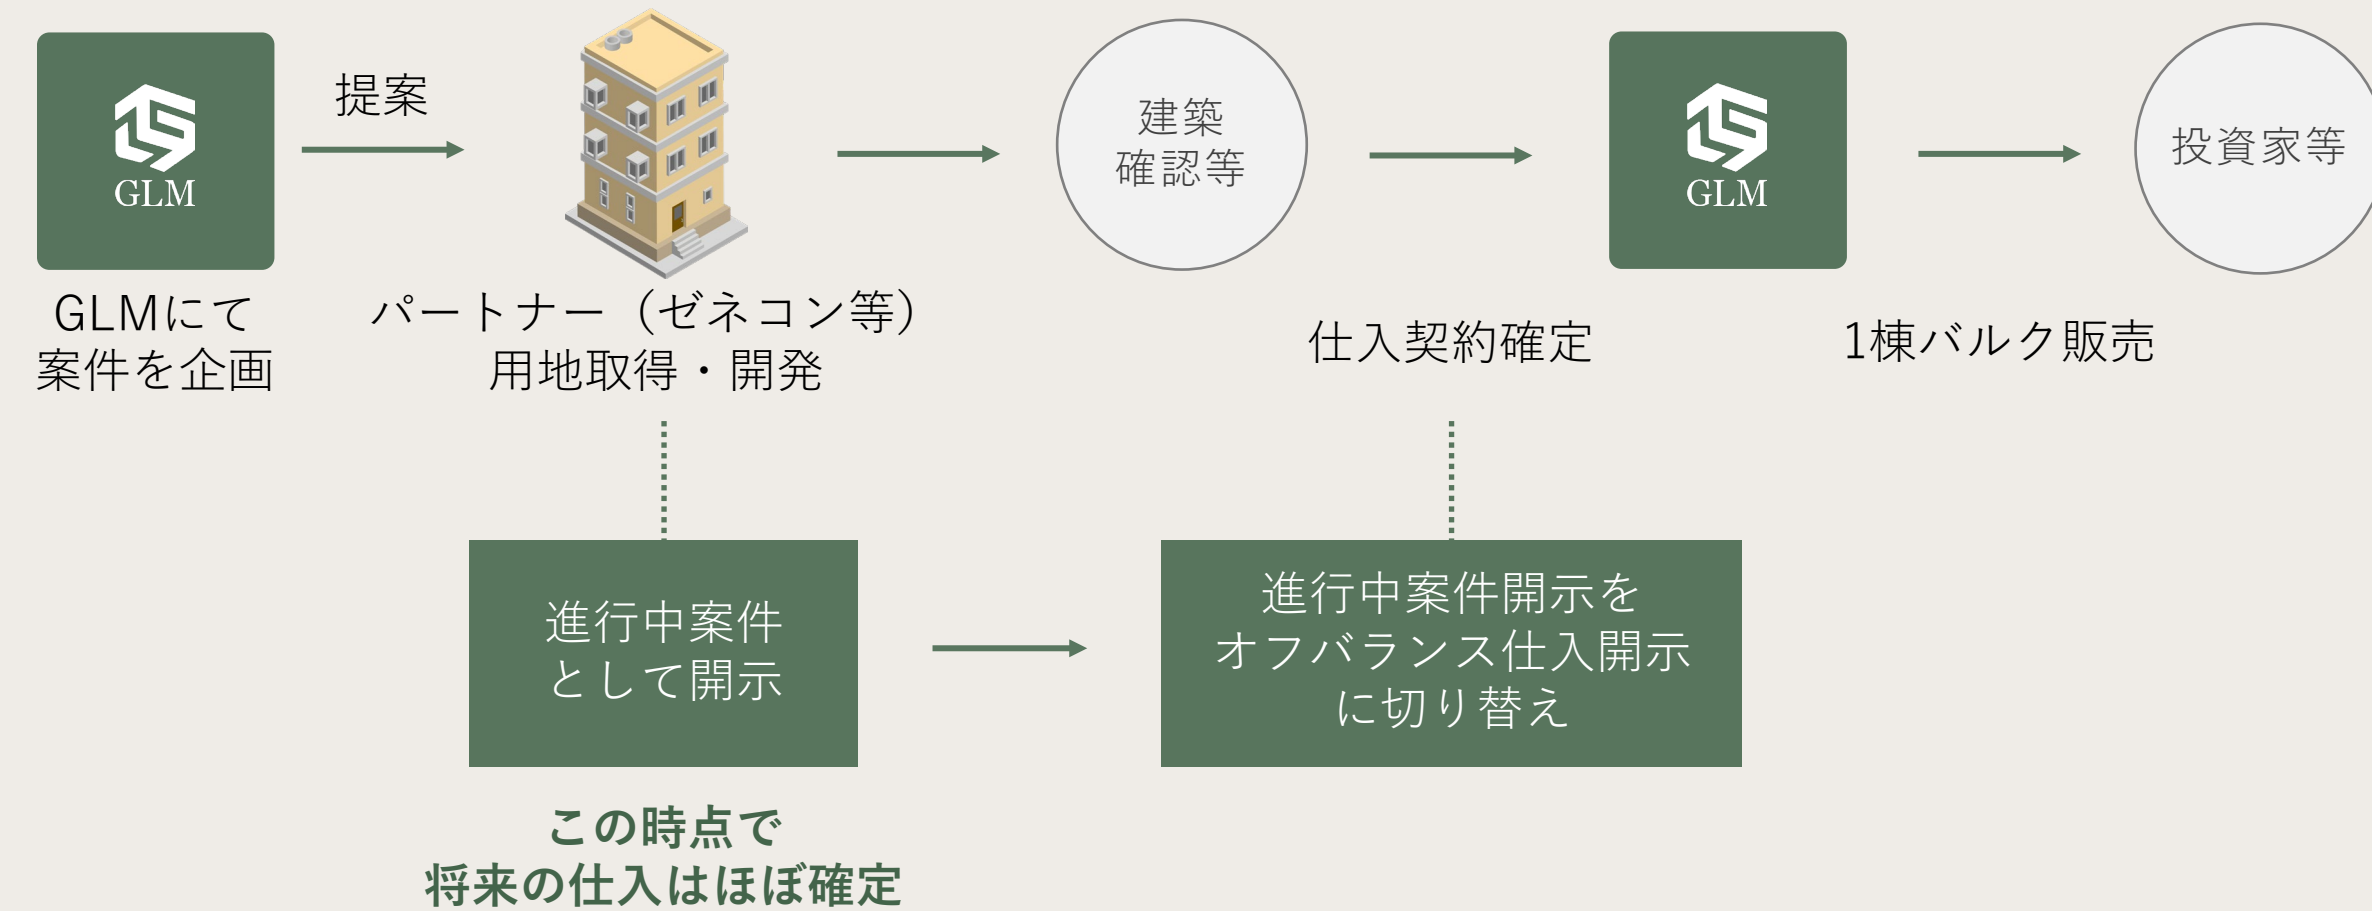 GLM
GLMにて
案件を企画
提案
パートナー（ゼネコン等）
用地取得・開発
建築
確認等
仕入契約確定
GLM
1棟バルク販売
投資家等
進行中案件
として開示
この時点で
将来の仕入はほぼ確定
進行中案件開示を
オフバランス仕入開示
に切り替え